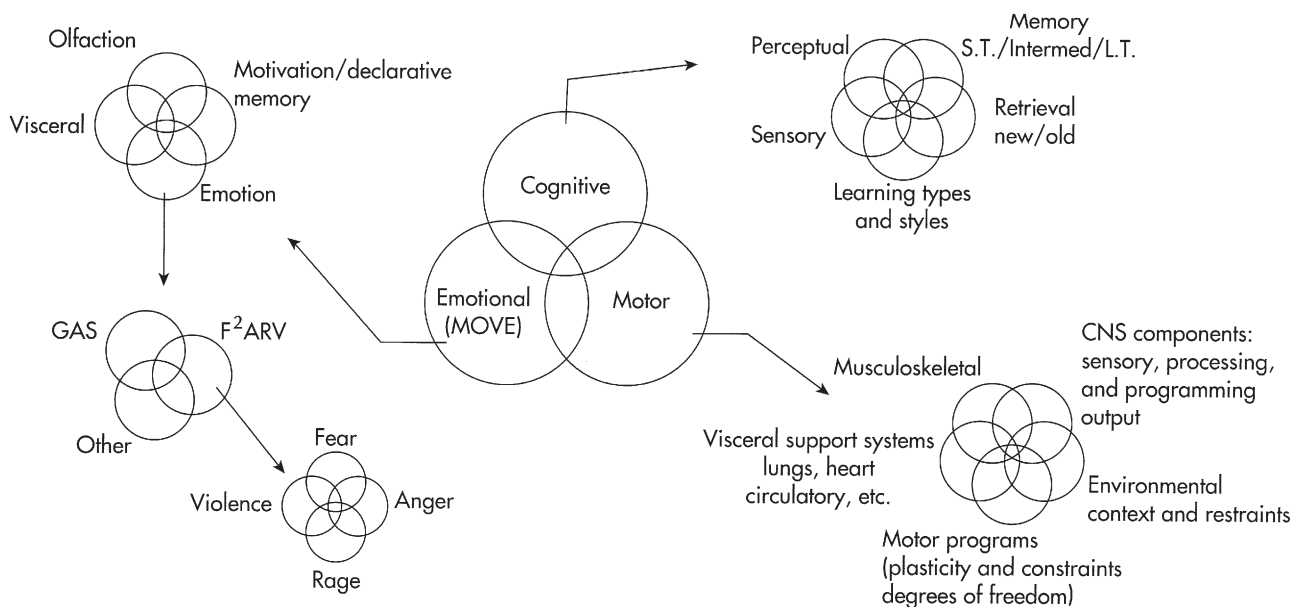 Olfaction
Motivation/declarative
memory
Visceral
Emotion
GAS
F²ARV
Other
Fear
Violence
Anger
Rage
Cognitive
Emotional
(MOVE)
Motor
Perceptual
Memory
S.T./Intermed/L.T.
Sensory
Retrieval
new/old
Learning types
and styles
Musculoskeletal
CNS components:
sensory, processing,
and programming
output
Visceral support systems
lungs, heart
circulatory, etc.
Environmental
context and restraints
Motor programs
(plasticity and constraints
degrees of freedom)